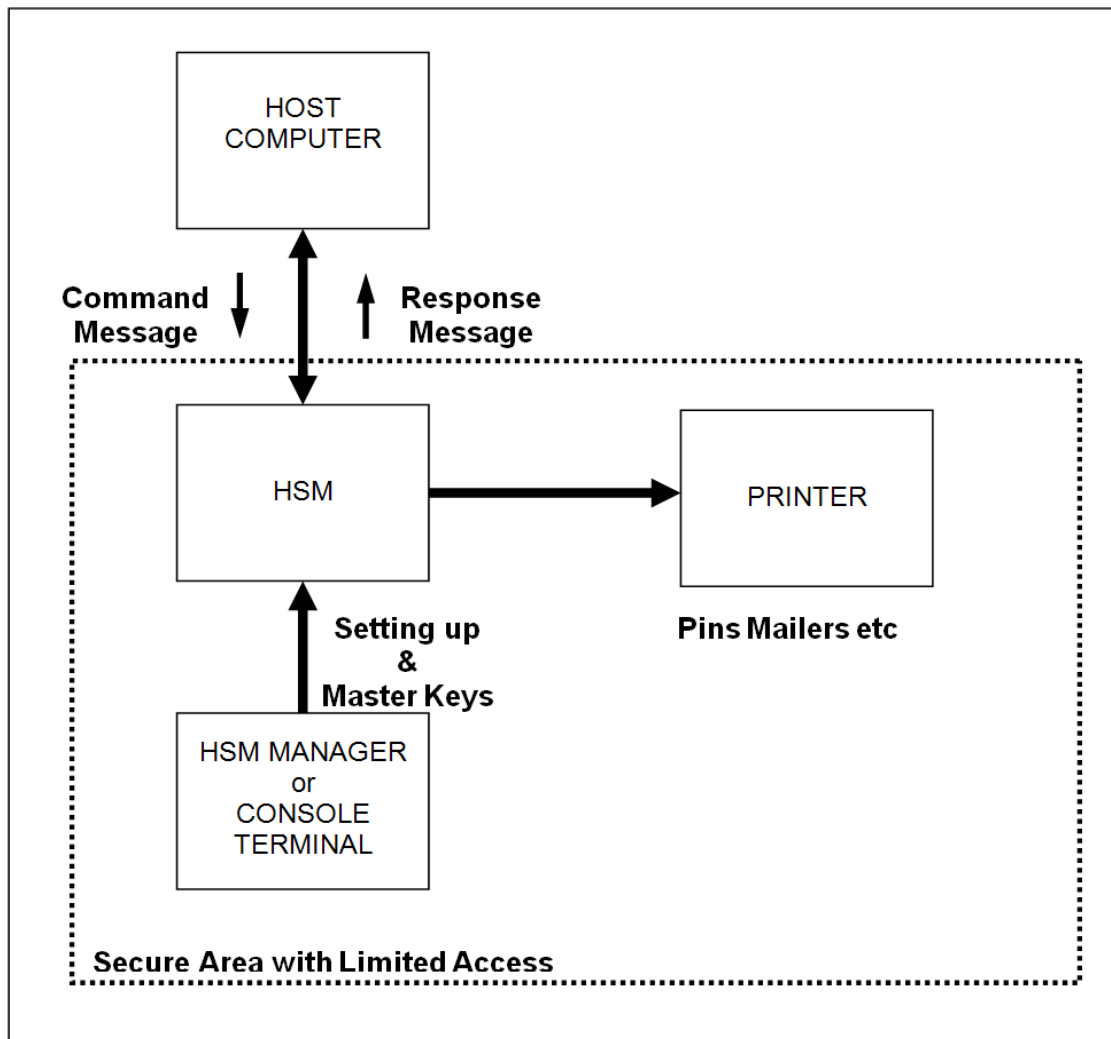 HOST
COMPUTER
Command
Message
Response
Message
HSM
PRINTER
Setting up
&
Master Keys
Pins Mailers etc
HSM MANAGER
or
CONSOLE
TERMINAL
Secure Area with Limited Access